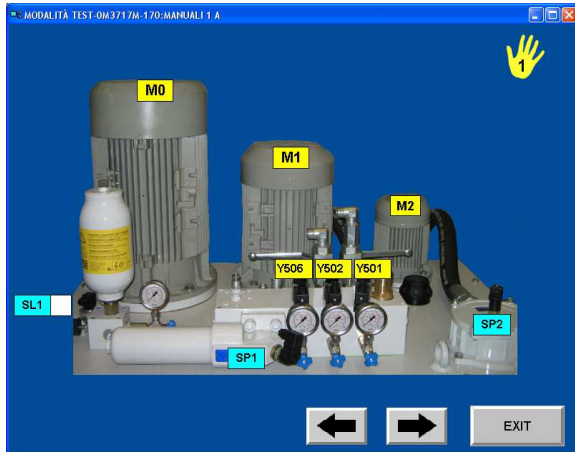 MODALITÀ TEST-0M3717M-170:MANUALI 1 A
1
M0
M1
M2
Y506 Y502 Y501
SL1
SP2
SP1
EXIT